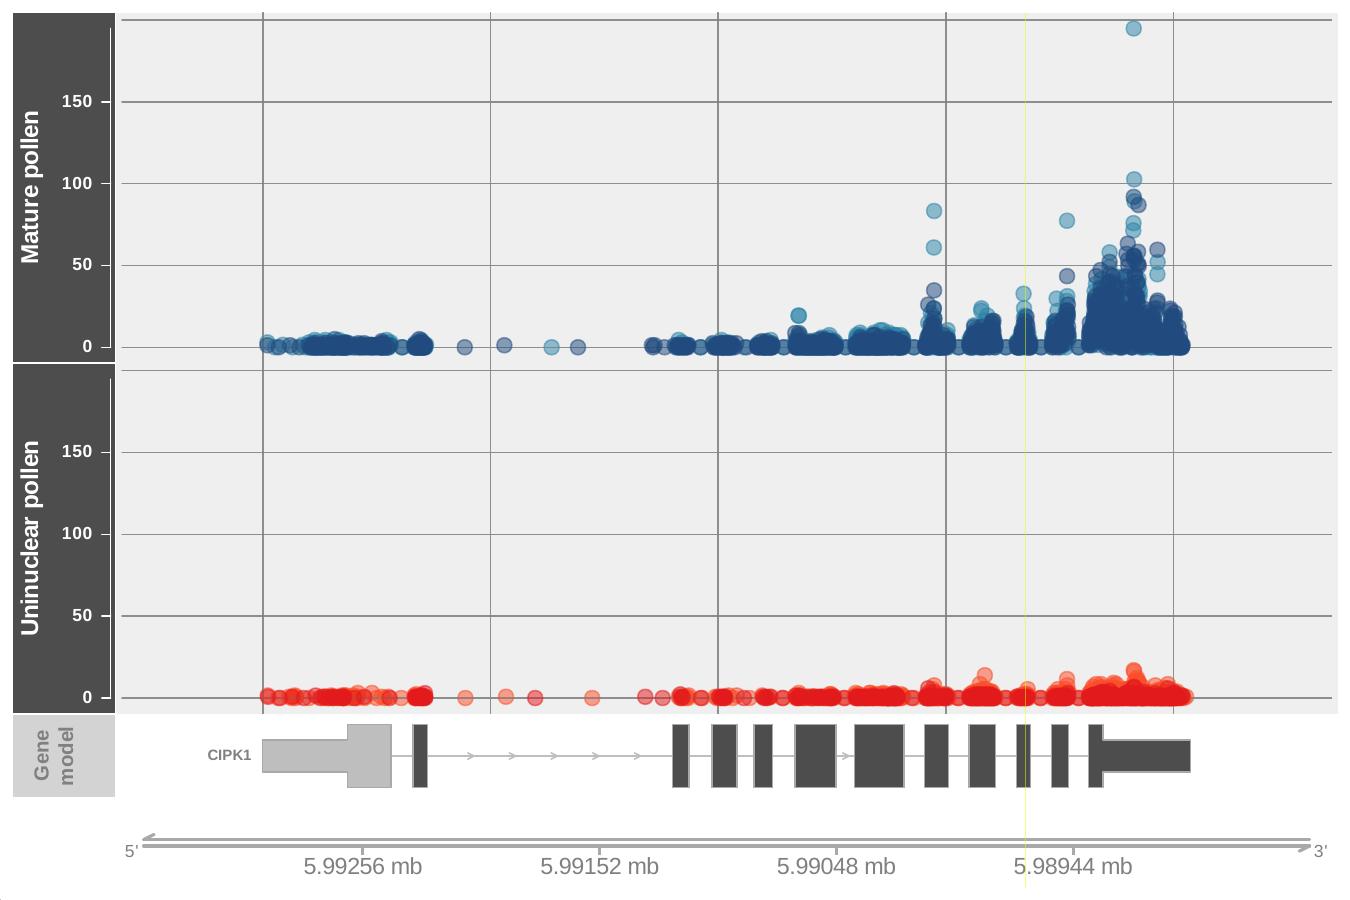 Mature pollen
150
100
50
0
Uninuclear pollen
150
100
50
0
Gene
model
CIPK1
5'
3'
5.99256 mb
5.99152 mb
5.99048 mb
5.98944 mb